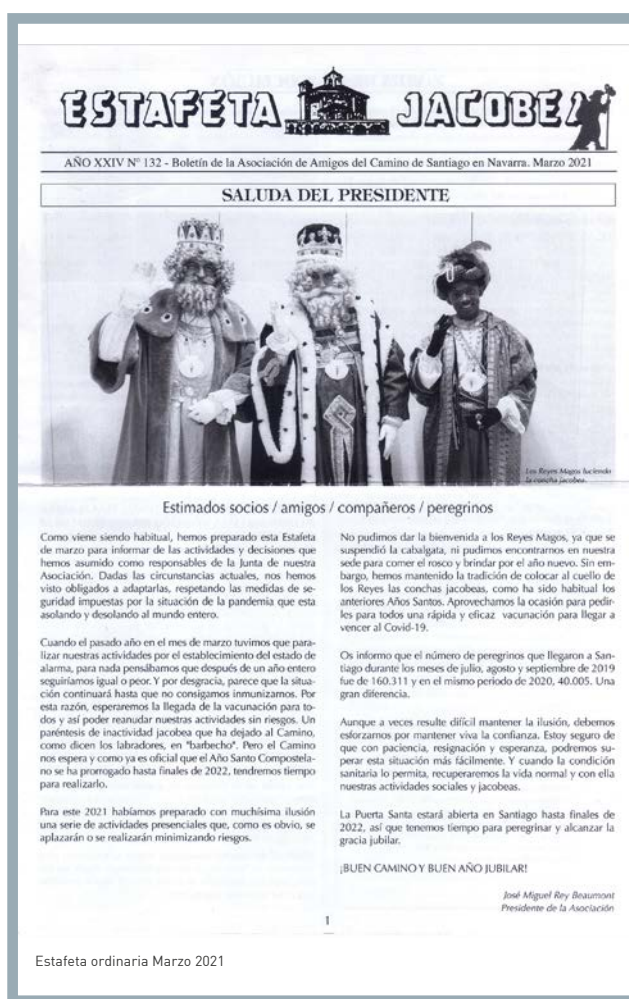 ESTAFETA JACOBEA
AÑO XXIV Nº 132 - Boletín de la Asociación de Amigos del Camino de Santiago en Navarra. Marzo 2021
SALUDA DEL PRESIDENTE
Los Reyes Magos luciendo
la concha jacobea.
Estimados socios / amigos / compañeros / peregrinos
Como viene siendo habitual, hemos preparado esta Estafeta
de marzo para informar de las actividades y decisiones que
hemos asumido como responsables de la Junta de nuestra
Asociación. Dadas las circunstancias actuales, nos hemos
visto obligados a adaptarlas, respetando las medidas de se-
guridad impuestas por la situación de la pandemia que esta
asolando y desolando al mundo entero.
Cuando el pasado año en el mes de marzo tuvimos que para-
lizar nuestras actividades por el establecimiento del estado de
alarma, para nada pensábamos que después de un año entero
seguiríamos igual o peor. Y por desgracia, parece que la situa-
ción continuará hasta que no consigamos inmunizarnos. Por
esta razón, esperaremos la llegada de la vacunación para to-
dos y así poder reanudar nuestras actividades sin riesgos. Un
paréntesis de inactividad jacobea que ha dejado al Camino,
como dicen los labradores, en "barbecho". Pero el Camino
nos espera y como ya es oficial que el Año Santo Compostela-
no se ha prorrogado hasta finales de 2022, tendremos tiempo
para realizarlo.
Para este 2021 habíamos preparado con muchísima ilusión
una serie de actividades presenciales que, como es obvio, se
aplazarán o se realizarán minimizando riesgos.
No pudimos dar la bienvenida a los Reyes Magos, ya que se
suspendió la cabalgata, ni pudimos encontrarnos en nuestra
sede para comer el rosco y brindar por el año nuevo. Sin em-
bargo, hemos mantenido la tradición de colocar al cuello de
los Reyes las conchas jacobeas, como ha sido habitual los
anteriores Años Santos. Aprovechamos la ocasión para pedir-
les para todos una rápida y eficaz vacunación para llegar a
vencer al Covid-19.
Os informo que el número de peregrinos que llegaron a San-
tiago durante los meses de julio, agosto y septiembre de 2019
fue de 160.311 y en el mismo periodo de 2020, 40.005. Una
gran diferencia.
Aunque a veces resulte difícil mantener la ilusión, debemos
esforzarnos por mantener viva la confianza. Estoy seguro de
que con paciencia, resignación y esperanza, podremos su-
perar esta situación más fácilmente. Y cuando la condición
sanitaria lo permita, recuperaremos la vida normal y con ella
nuestras actividades sociales y jacobeas.
La Puerta Santa estará abierta en Santiago hasta finales de
2022, así que tenemos tiempo para peregrinar y alcanzar la
gracia jubilar.
¡BUEN CAMINO Y BUEN AÑO JUBILAR!
José Miguel Rey Beaumont
Presidente de la Asociación
1
Estafeta ordinaria Marzo 2021